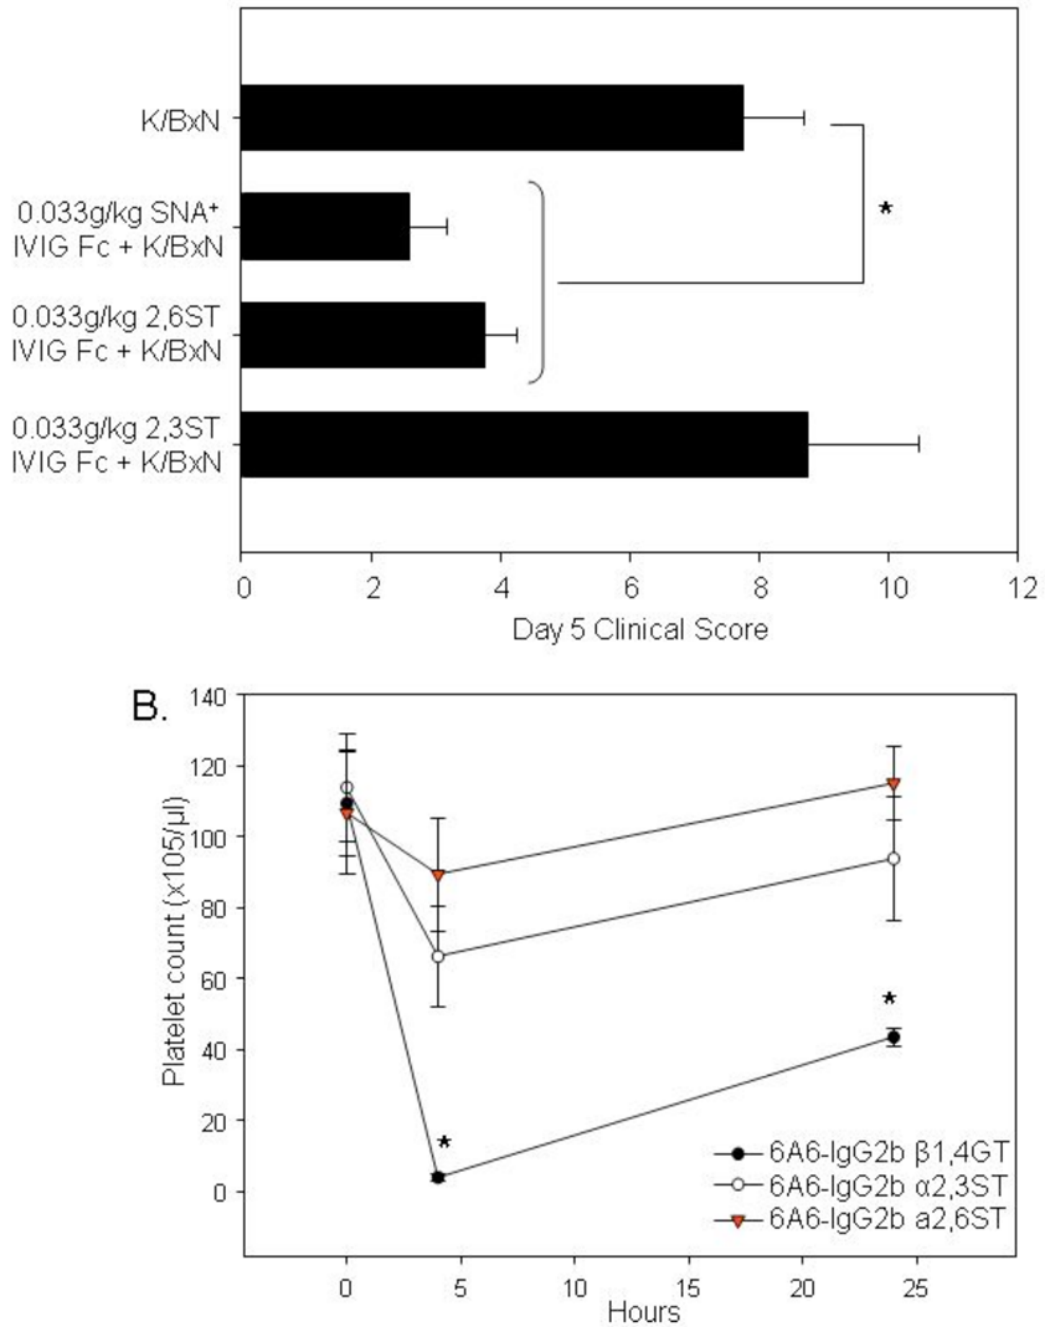 K/BxN
0.033g/kg SNA⁺
IVIG Fc + K/BxN
0.033g/kg 2,6ST
IVIG Fc + K/BxN
0.033g/kg 2,3ST
IVIG Fc + K/BxN
*
0 2 4 6 8 10 12
Day 5 Clinical Score
B.
Platelet count (x105/µl)
140
120
100
80
60
40
20
0
*
*
6A6-IgG2b β1,4GT
6A6-IgG2b α2,3ST
6A6-IgG2b a2,6ST
0 5 10 15 20 25
Hours